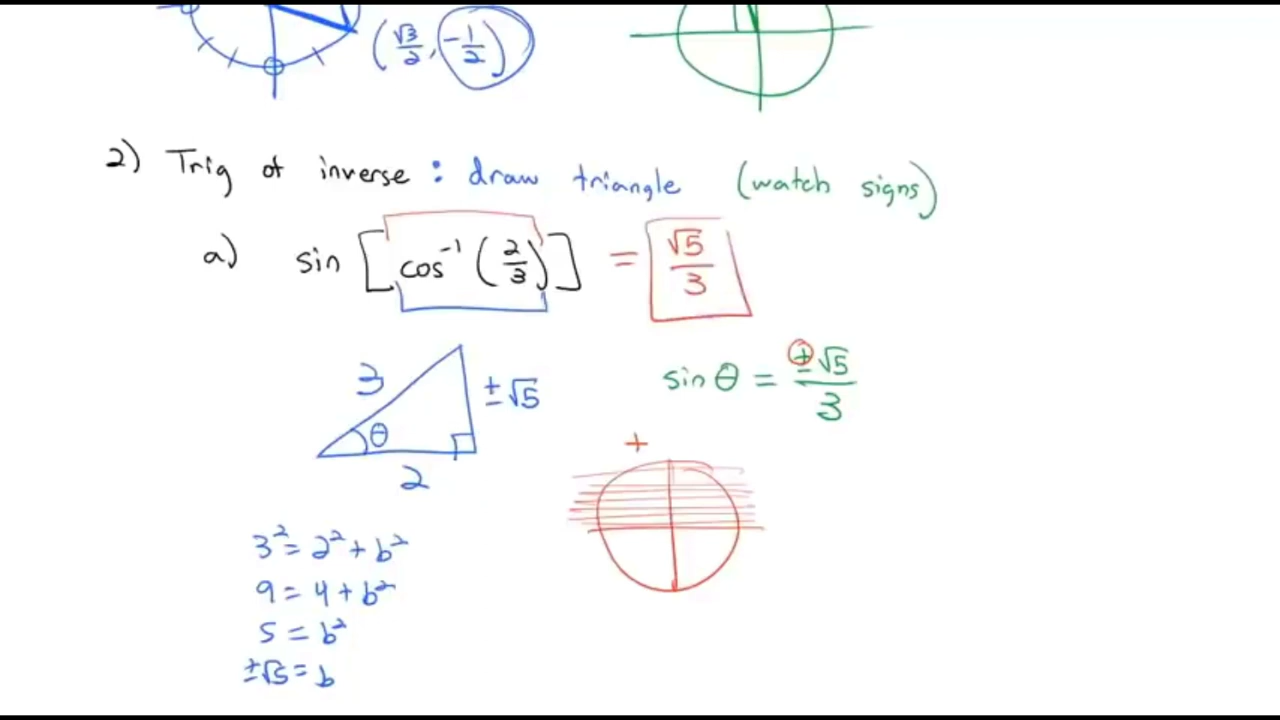 (√3/2, -1/2)
2) Trig of inverse : draw triangle (watch signs)
a) sin [cos⁻¹ (2/3)] = √5/3
3
±√5
θ
2
sin θ = ±√5/3
+
3² = 2² + b²
9 = 4 + b²
5 = b²
±√5 = b